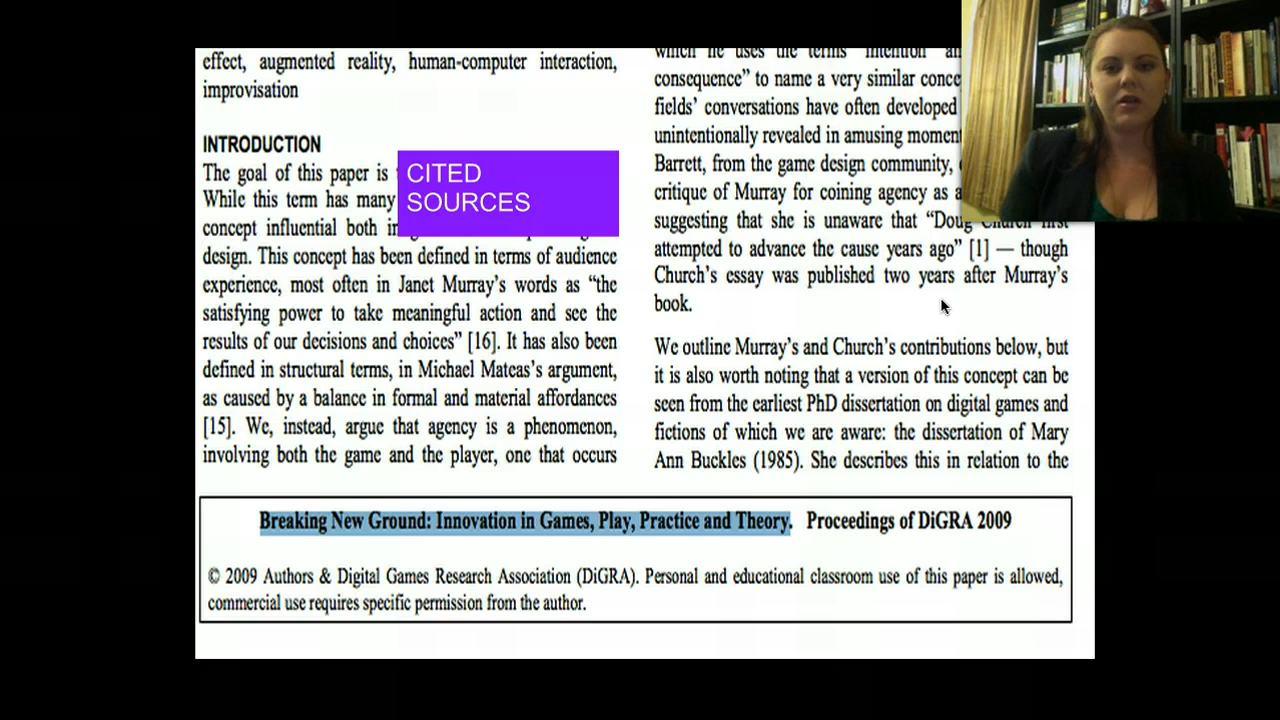 effect, augmented reality, human-computer interaction,
improvisation
INTRODUCTION
The goal of this paper is
While this term has many
concept influential both
design. This concept has been defined in terms of audience
experience, most often in Janet Murray's words as “the
satisfying power to take meaningful action and see the
results of our decisions and choices” [16]. It has also been
defined in structural terms, in Michael Mateas's argument,
as caused by a balance in formal and material affordances
[15]. We, instead, argue that agency is a phenomenon,
involving both the game and the player, one that occurs
CITED
SOURCES
which he uses the terms “intention”
consequence” to name a very similar
fields' conversations have often developed
unintentionally revealed in amusing
Barrett, from the game design community,
critique of Murray for coining agency as a
suggesting that she is unaware that “Doug Church first
attempted to advance the cause years ago” [1] — though
Church's essay was published two years after Murray's
book.
We outline Murray's and Church's contributions below, but
it is also worth noting that a version of this concept can be
seen from the earliest PhD dissertation on digital games and
fictions of which we are aware: the dissertation of Mary
Ann Buckles (1985). She describes this in relation to the
Breaking New Ground: Innovation in Games, Play, Practice and Theory. Proceedings of DiGRA 2009
© 2009 Authors & Digital Games Research Association (DiGRA). Personal and educational classroom use of this paper is allowed,
commercial use requires specific permission from the author.